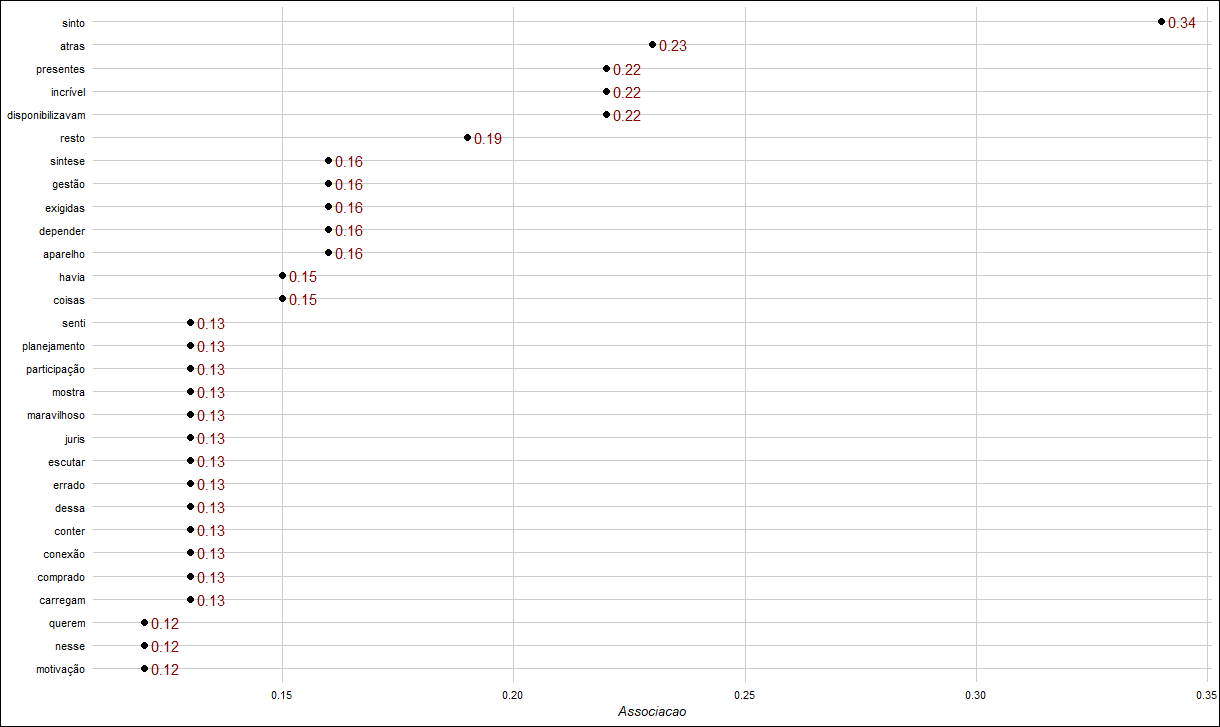 sinto 0.34
atras 0.23
presentes 0.22
incrível 0.22
disponibilizavam 0.22
resto 0.19
sintese 0.16
gestão 0.16
exigidas 0.16
depender 0.16
aparelho 0.16
havia 0.15
coisas 0.15
senti 0.13
planejamento 0.13
participação 0.13
mostra 0.13
maravilhoso 0.13
juris 0.13
escutar 0.13
errado 0.13
dessa 0.13
conter 0.13
conexão 0.13
comprado 0.13
carregam 0.13
querem 0.12
nesse 0.12
motivação 0.12
0.15 0.20 0.25 0.30 0.35
Associacao